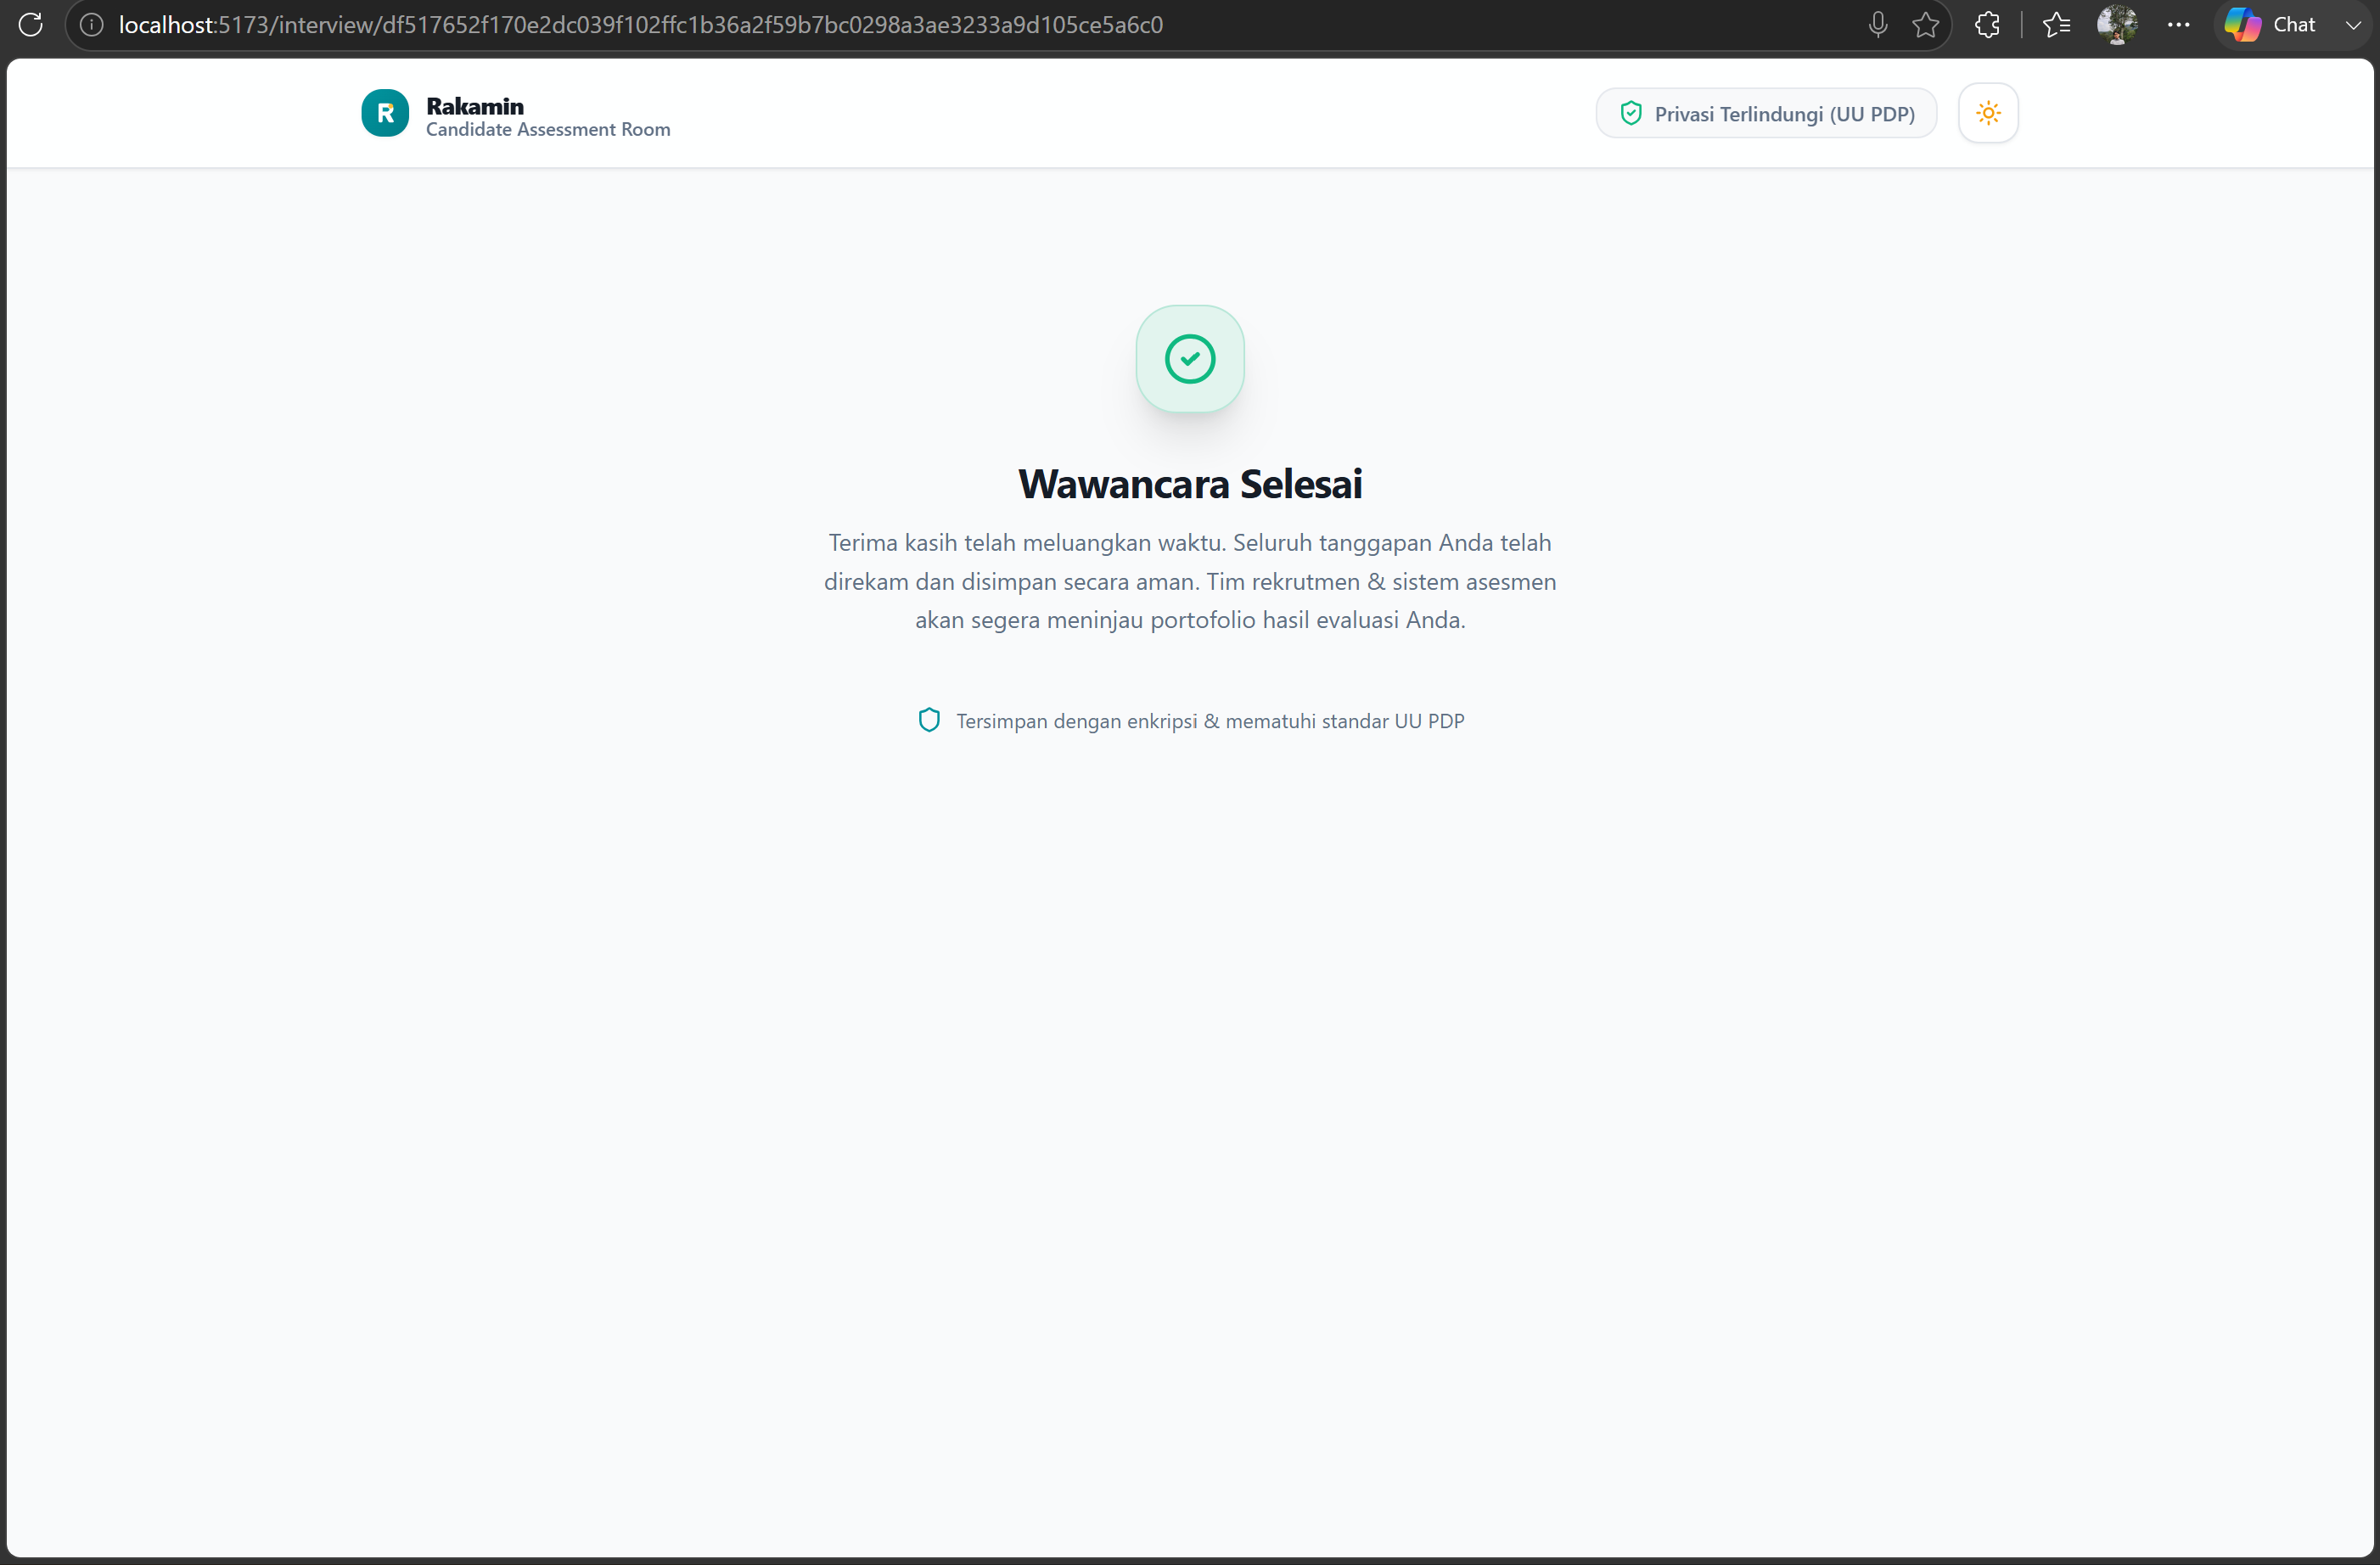 localhost:5173/interview/df517652f170e2dc039f102ffc1b36a2f59b7bc0298a3ae3233a9d105ce5a6c0
Chat
R
Rakamin
Candidate Assessment Room
Privasi Terlindungi (UU PDP)
Wawancara Selesai
Terima kasih telah meluangkan waktu. Seluruh tanggapan Anda telah
direkam dan disimpan secara aman. Tim rekrutmen & sistem asesmen
akan segera meninjau portofolio hasil evaluasi Anda.
Tersimpan dengan enkripsi & mematuhi standar UU PDP